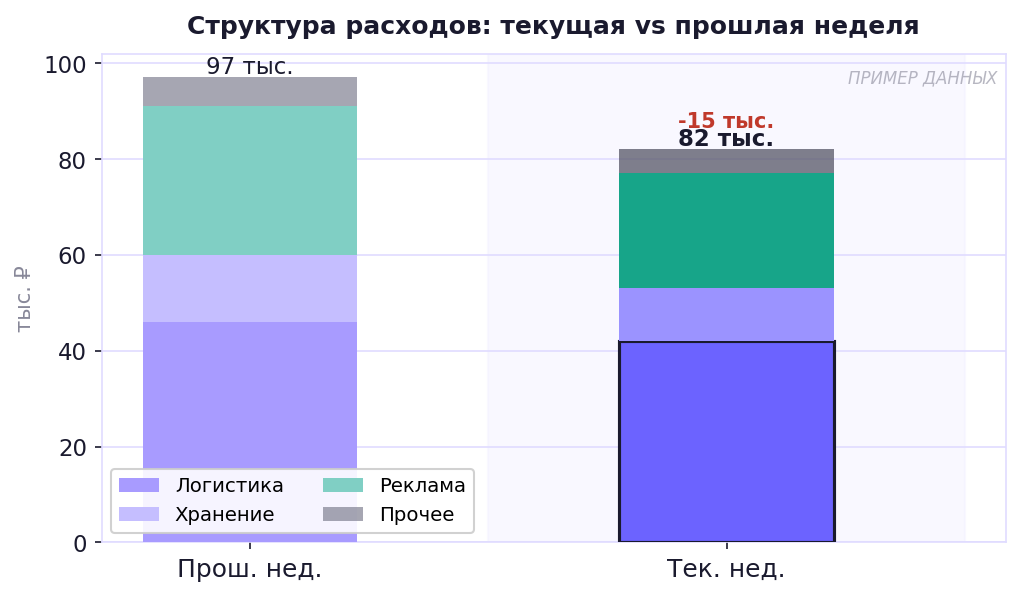 Структура расходов: текущая vs прошлая неделя
ПРИМЕР ДАННЫХ
97 тыс.
-15 тыс.
82 тыс.
тыс. ₽
100
80
60
40
20
0
Логистика
Хранение
Реклама
Прочее
Прош. нед.
Тек. нед.